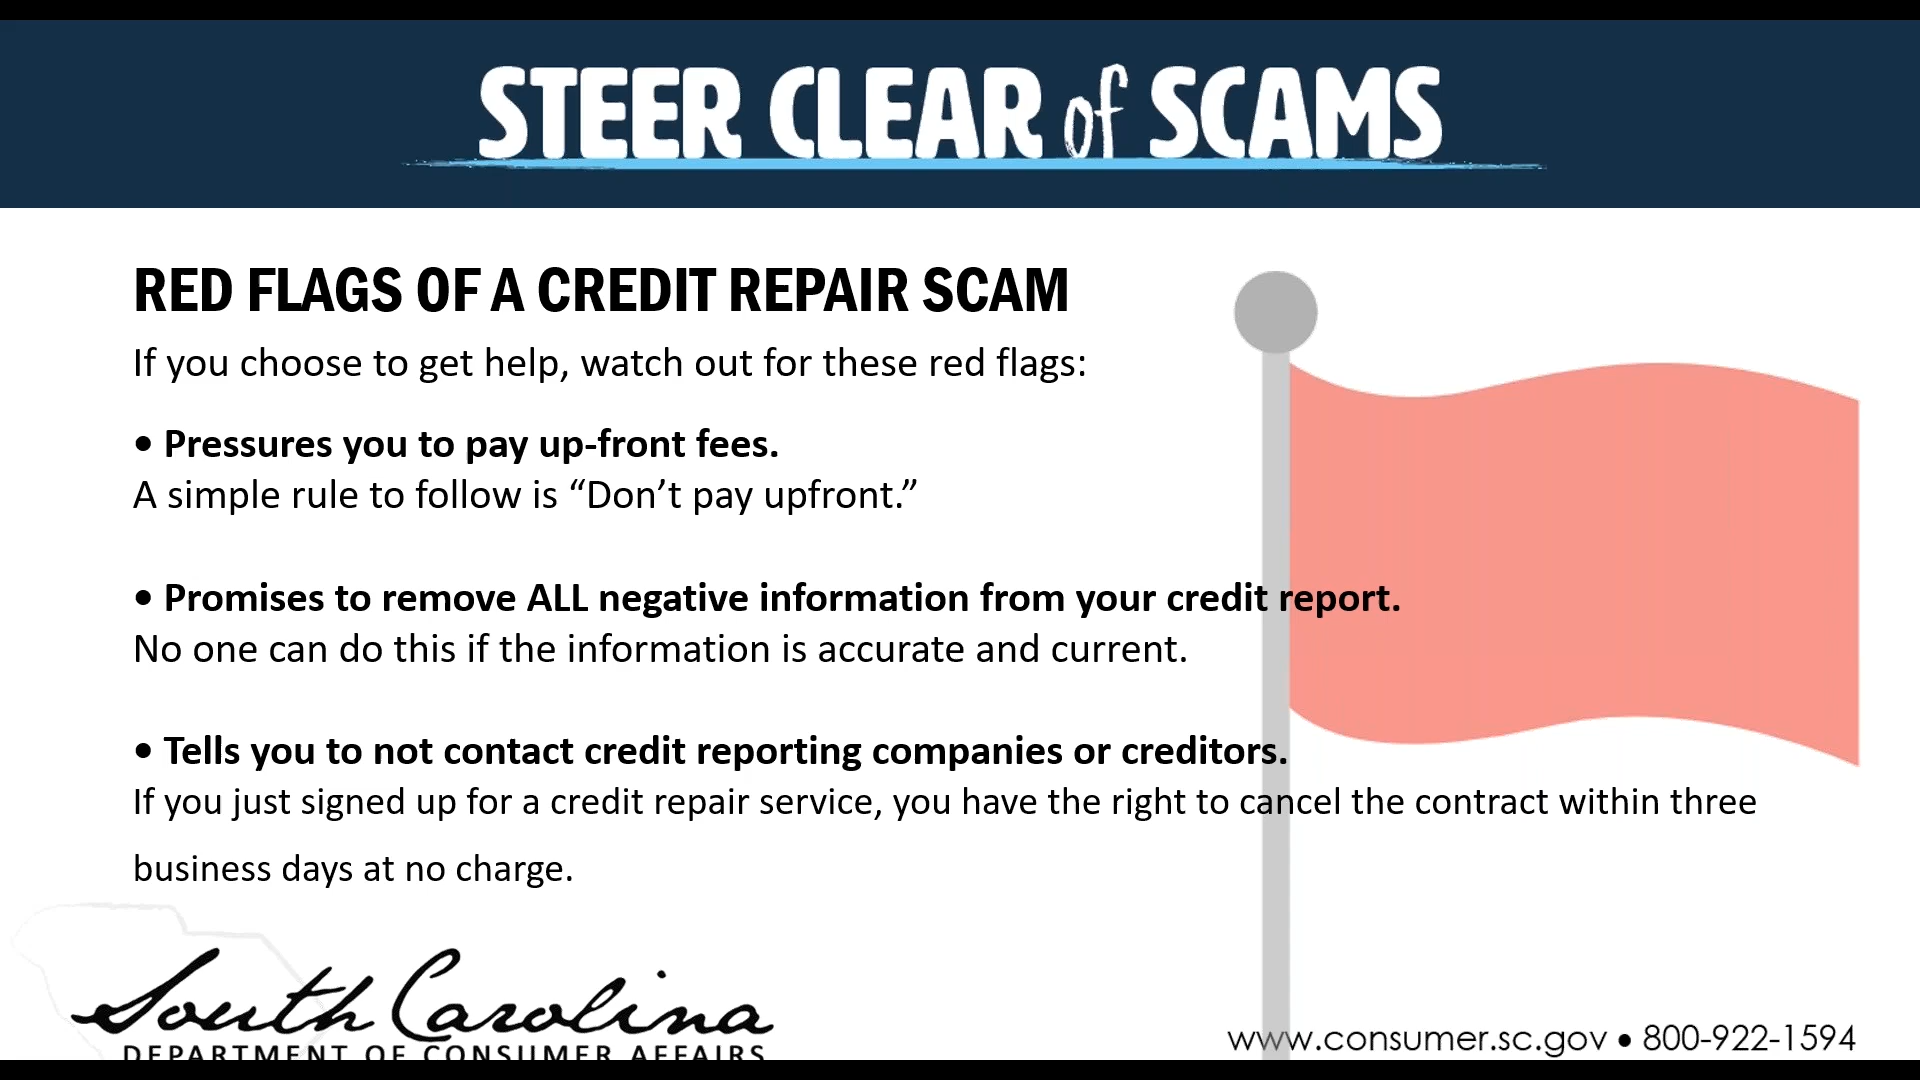 STEER CLEAR of SCAMS
RED FLAGS OF A CREDIT REPAIR SCAM
If you choose to get help, watch out for these red flags:
• Pressures you to pay up-front fees.
A simple rule to follow is “Don’t pay upfront.”
• Promises to remove ALL negative information from your credit report.
No one can do this if the information is accurate and current.
• Tells you to not contact credit reporting companies or creditors.
If you just signed up for a credit repair service, you have the right to cancel the contract within three
business days at no charge.
South Carolina
DEPARTMENT OF CONSUMER AFFAIRS
www.consumer.sc.gov • 800-922-1594